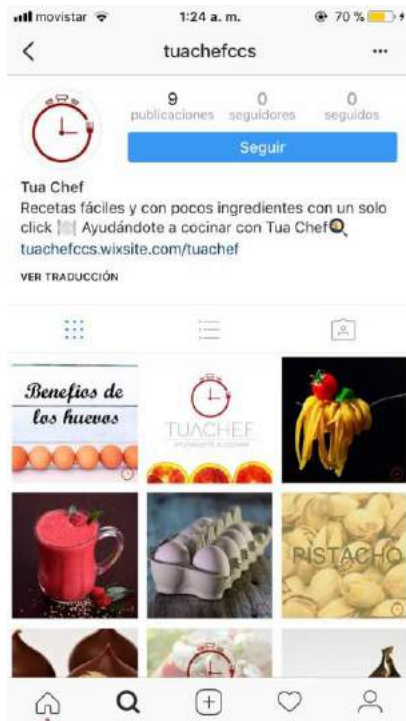 movistar 1:24 a. m. 70 %
tuachefccs
9 0 0
publicaciones seguidores seguidos
Seguir
Tua Chef
Recetas fáciles y con pocos ingredientes con un solo
click Ayudándote a cocinar con Tua Chef
tuachefccs.wixsite.com/tuachef
VER TRADUCCIÓN
Benefios de
los huevos
TUACHEF
AYUDANDOTE A COCINAR
PISTACHO